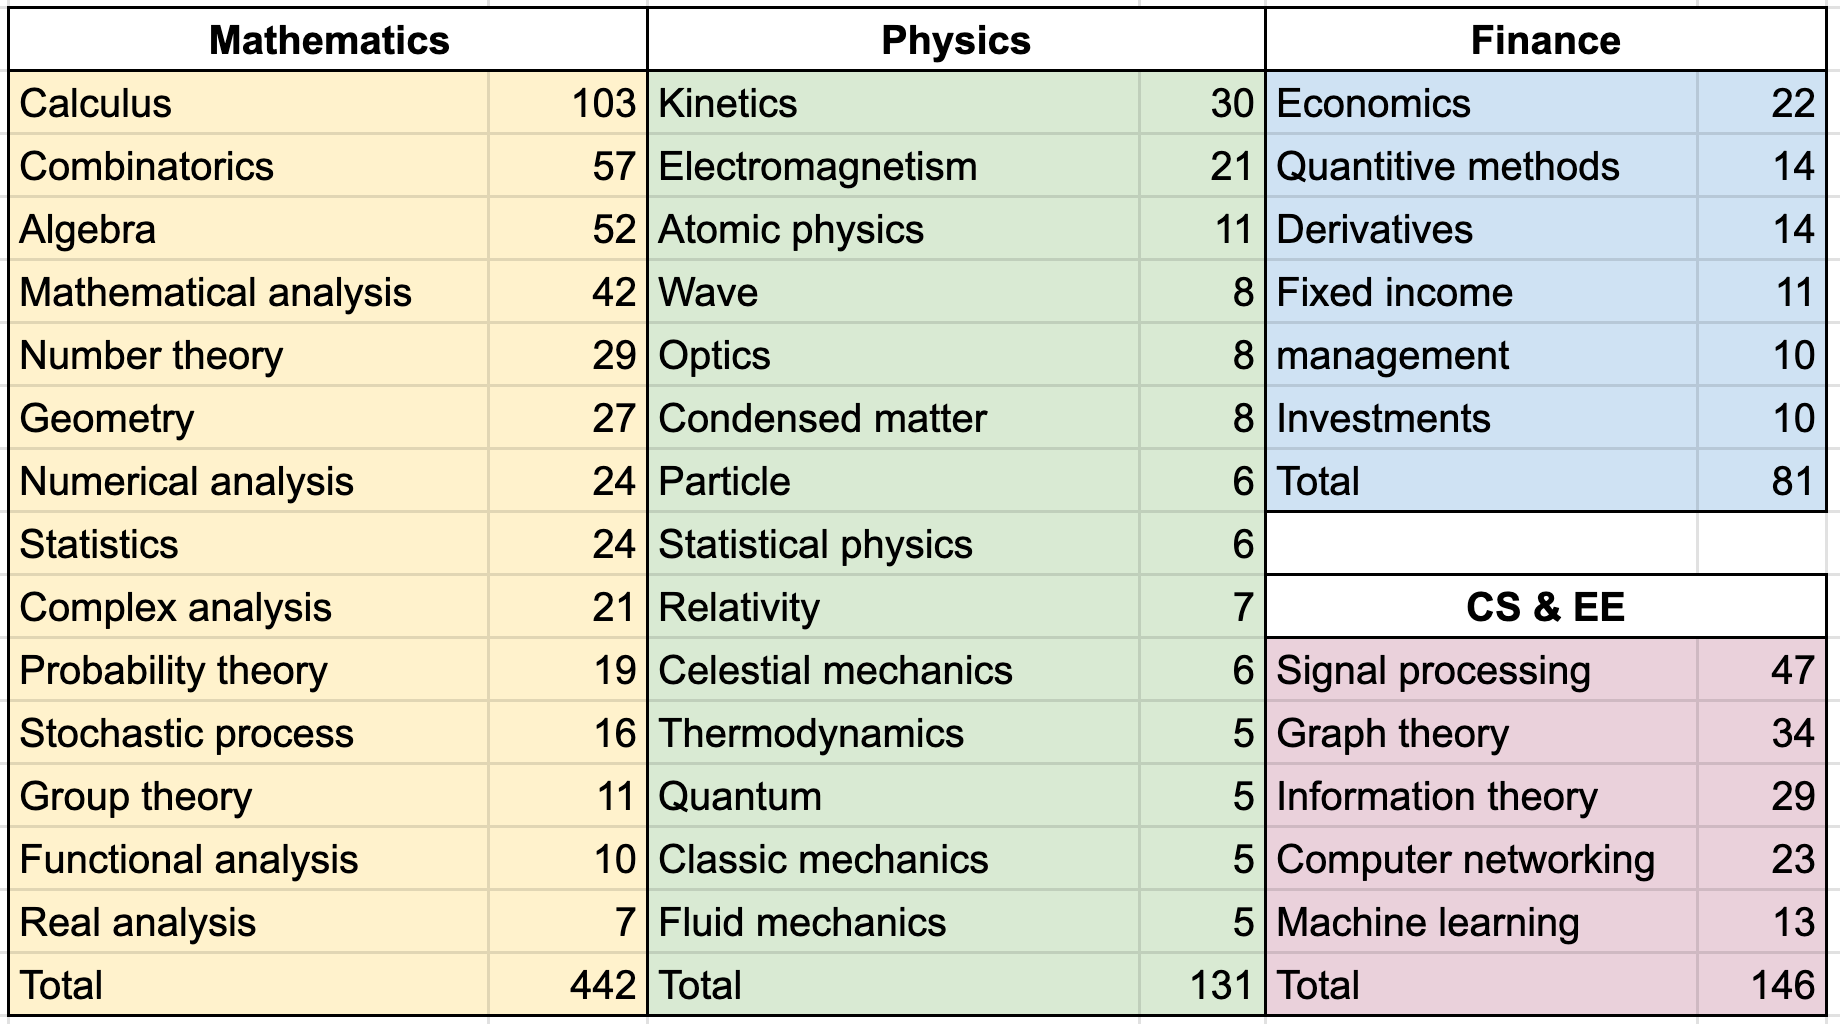 Mathematics Physics Finance
Calculus 103 Kinetics 30 Economics 22
Combinatorics 57 Electromagnetism 21 Quantitive methods 14
Algebra 52 Atomic physics 11 Derivatives 14
Mathematical analysis 42 Wave 8 Fixed income 11
Number theory 29 Optics 8 management 10
Geometry 27 Condensed matter 8 Investments 10
Numerical analysis 24 Particle 6 Total 81
Statistics 24 Statistical physics 6
Complex analysis 21 Relativity 7 CS & EE
Probability theory 19 Celestial mechanics 6 Signal processing 47
Stochastic process 16 Thermodynamics 5 Graph theory 34
Group theory 11 Quantum 5 Information theory 29
Functional analysis 10 Classic mechanics 5 Computer networking 23
Real analysis 7 Fluid mechanics 5 Machine learning 13
Total 442 Total 131 Total 146